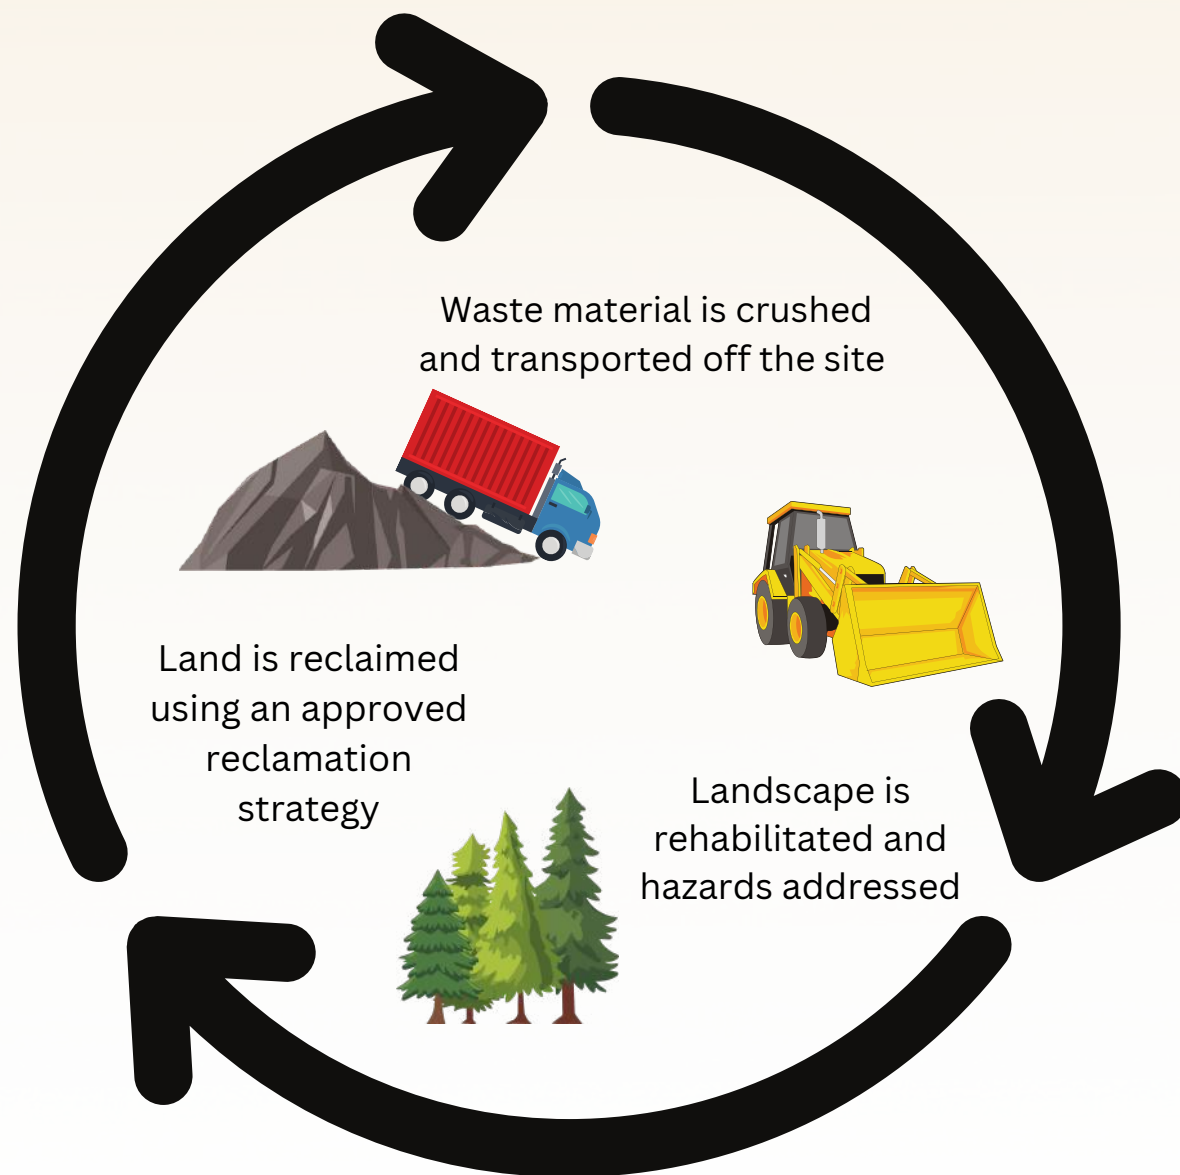 Waste material is crushed
and transported off the site
Landscape is
rehabilitated and
hazards addressed
Land is reclaimed
using an approved
reclamation
strategy